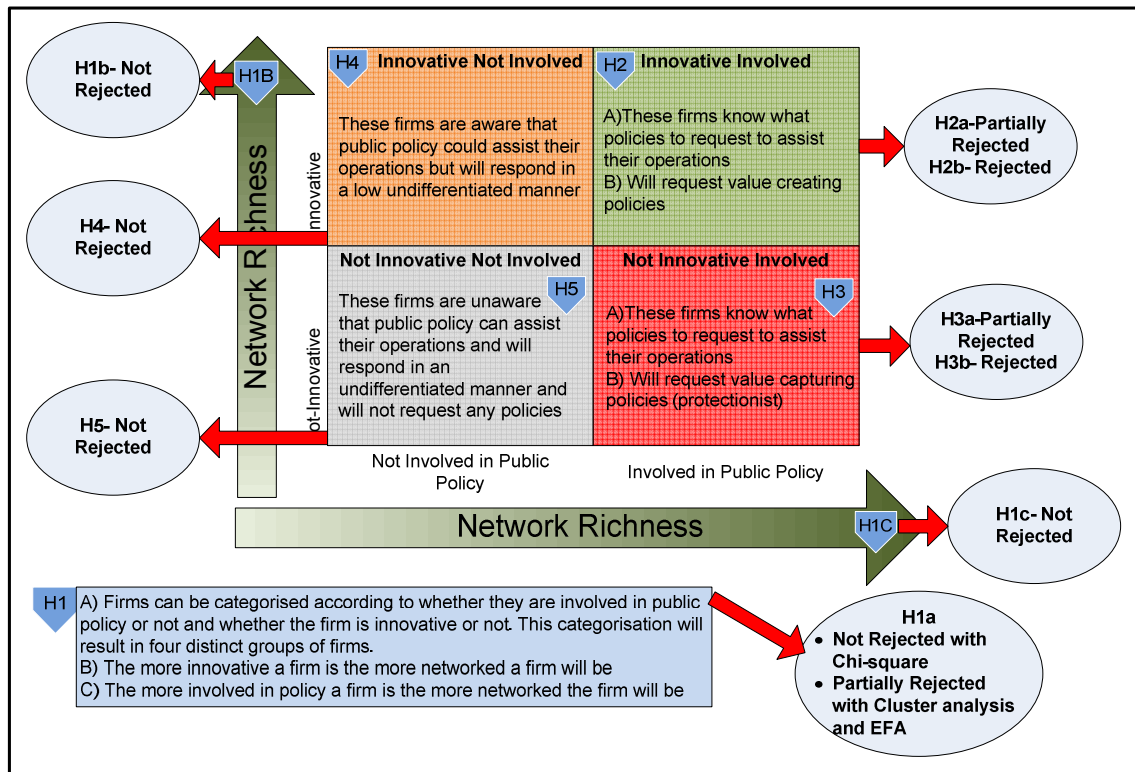 H1b- Not
Rejected
H1B
H4
Innovative Not Involved
These firms are aware that
public policy could assist their
operations but will respond in
a low undifferentiated manner
H2
Innovative Involved
A)These firms know what
policies to request to assist
their operations
B) Will request value creating
policies
H2a-Partially
Rejected
H2b- Rejected
H4- Not
Rejected
Network Richness
nnovative
Not Innovative Not Involved
H5
These firms are unaware
that public policy can assist
their operations and will
respond in an
undifferentiated manner and
will not request any policies
Not Innovative Involved
H3
A)These firms know what
policies to request to assist
their operations
B) Will request value capturing
policies (protectionist)
H3a-Partially
Rejected
H3b- Rejected
H5- Not
Rejected
ot-Innovative
Not Involved in Public
Policy
Involved in Public Policy
Network Richness
H1C
H1c- Not
Rejected
H1
A) Firms can be categorised according to whether they are involved in public
policy or not and whether the firm is innovative or not. This categorisation will
result in four distinct groups of firms.
B) The more innovative a firm is the more networked a firm will be
C) The more involved in policy a firm is the more networked the firm will be
H1a
• Not Rejected with
Chi-square
• Partially Rejected
with Cluster analysis
and EFA